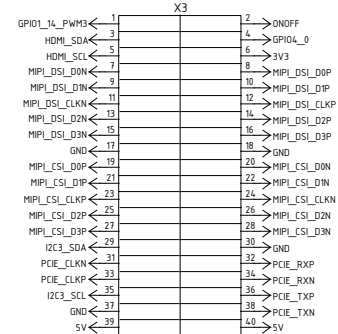 X3
GPIO1_14_PWM3 1 2 ONOFF
HDMI_SDA 3 4 GPIO4_0
HDMI_SCL 5 6 3V3
MIPI_DSI_D0N 7 8 MIPI_DSI_D0P
MIPI_DSI_D1N 9 10 MIPI_DSI_D1P
MIPI_DSI_CLKN 11 12 MIPI_DSI_CLKP
MIPI_DSI_D2N 13 14 MIPI_DSI_D2P
MIPI_DSI_D3N 15 16 MIPI_DSI_D3P
GND 17 18 GND
MIPI_CSI_D0P 19 20 MIPI_CSI_D0N
MIPI_CSI_D1P 21 22 MIPI_CSI_D1N
MIPI_CSI_CLKP 23 24 MIPI_CSI_CLKN
MIPI_CSI_D2P 25 26 MIPI_CSI_D2N
MIPI_CSI_D3P 27 28 MIPI_CSI_D3N
I2C3_SDA 29 30 GND
PCIE_CLKN 31 32 PCIE_RXP
PCIE_CLKP 33 34 PCIE_RXN
I2C3_SCL 35 36 PCIE_TXP
GND 37 38 PCIE_TXN
5V 39 40 5V